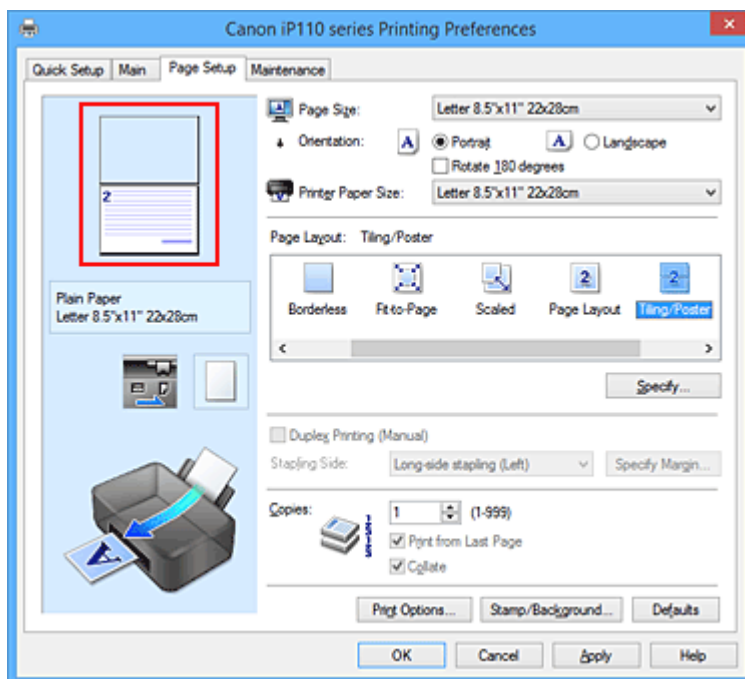 Canon iP110 series Printing Preferences
Quick Setup Main Page Setup Maintenance
2
Plain Paper
Letter 8.5"x11" 22x28cm
A
Page Size: Letter 8.5"x11" 22x28cm
Orientation: A Portrait A Landscape
Rotate 180 degrees
Printer Paper Size: Letter 8.5"x11" 22x28cm
Page Layout: Tiling/Poster
2 -2-
Borderless Fit-to-Page Scaled Page Layout Tiling/Poster
Specify...
Duplex Printing (Manual)
Stapling Side: Long-side stapling (Left) Specify Margin...
Copies: 1 (1-999)
Print from Last Page
Collate
Print Options... Stamp/Background... Defaults
OK Cancel Apply Help